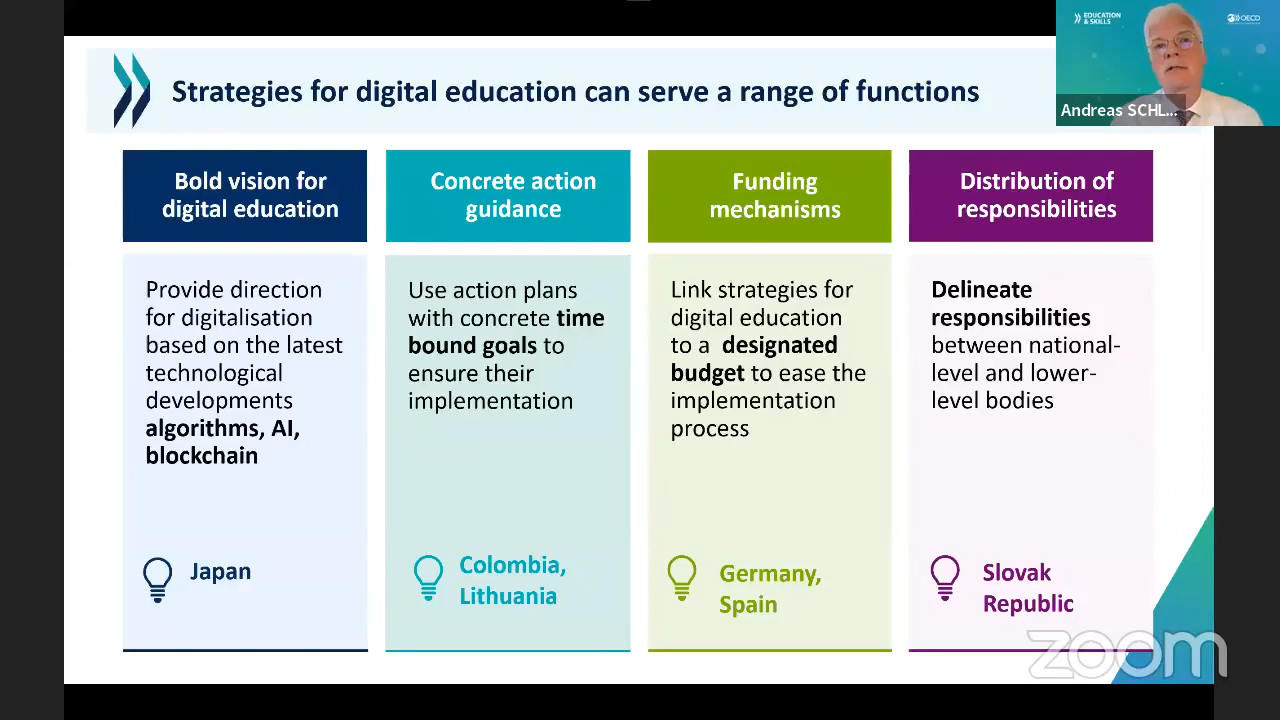 EDUCATION
& SKILLS
OECD
Andreas SCHL...
Strategies for digital education can serve a range of functions
Bold vision for
digital education
Provide direction
for digitalisation
based on the latest
technological
developments
algorithms, AI,
blockchain
Japan
Concrete action
guidance
Use action plans
with concrete time
bound goals to
ensure their
implementation
Colombia,
Lithuania
Funding
mechanisms
Link strategies for
digital education
to a designated
budget to ease the
implementation
process
Germany,
Spain
Distribution of
responsibilities
Delineate
responsibilities
between national-
level and lower-
level bodies
Slovak
Republic
zoom